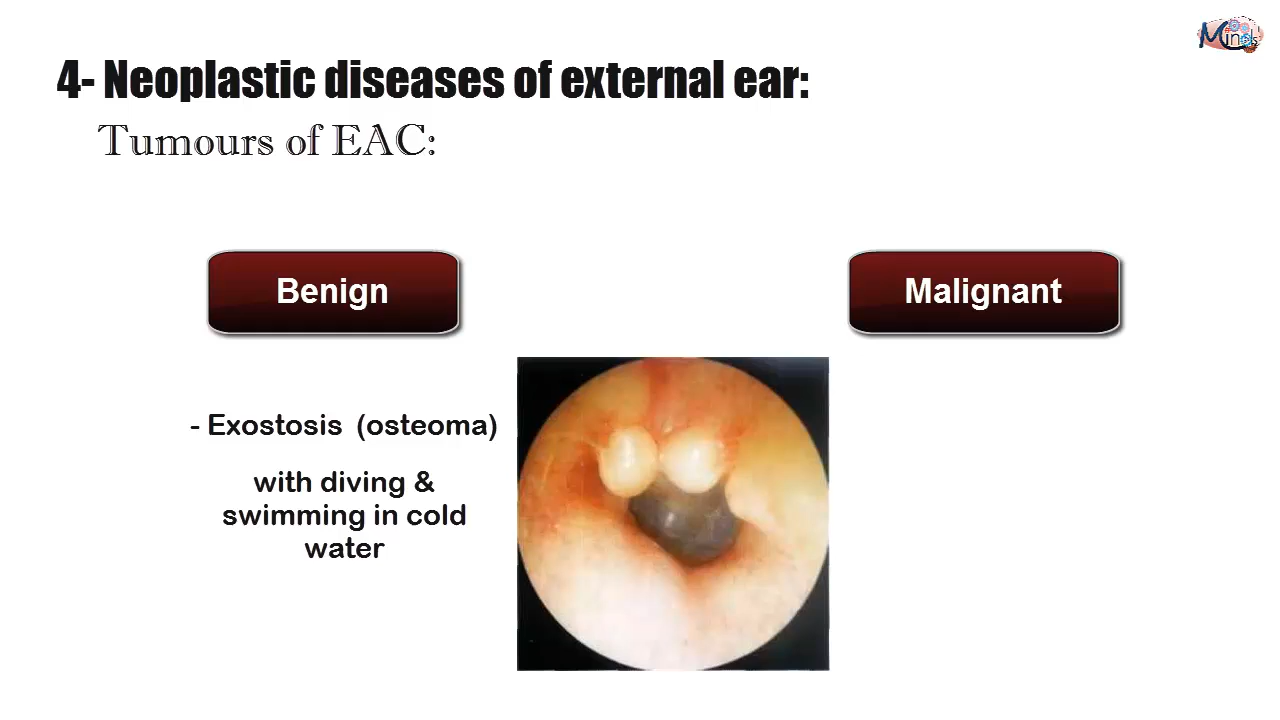 4- Neoplastic diseases of external ear:
Tumours of EAC:
Benign
Malignant
- Exostosis (osteoma)
with diving &
swimming in cold
water
Minds